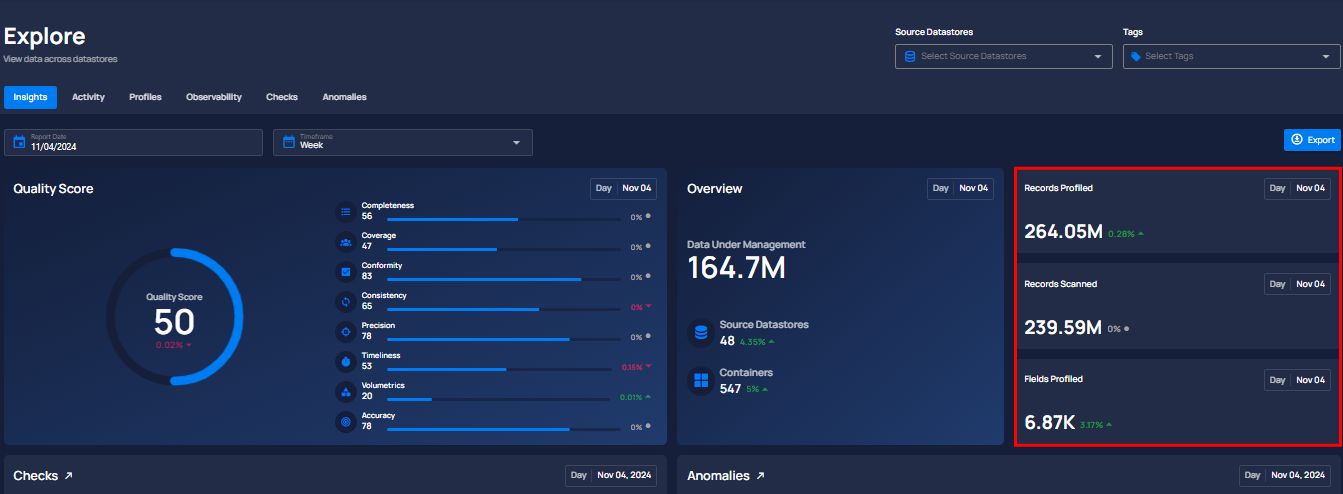 Explore
View data across datastores
Source Datastores
Select Source Datastores
Tags
Select Tags
Insights
Activity
Profiles
Observability
Checks
Anomalies
Report Date
11/04/2024
Timeframe
Week
Export
Quality Score
Day Nov 04
Quality Score
50
0.02%
Completeness
56
0%
Coverage
47
0%
Conformity
83
0%
Consistency
65
0%
Precision
78
0%
Timeliness
53
0.15%
Volumetrics
20
0.01%
Accuracy
78
0%
Overview
Day Nov 04
Data Under Management
164.7M
Source Datastores
48 4.35%
Containers
547 5%
Records Profiled
Day Nov 04
264.05M 0.28%
Records Scanned
Day Nov 04
239.59M 0%
Fields Profiled
Day Nov 04
6.87K 3.17%
Checks
Day Nov 04, 2024
Anomalies
Day Nov 04, 2024